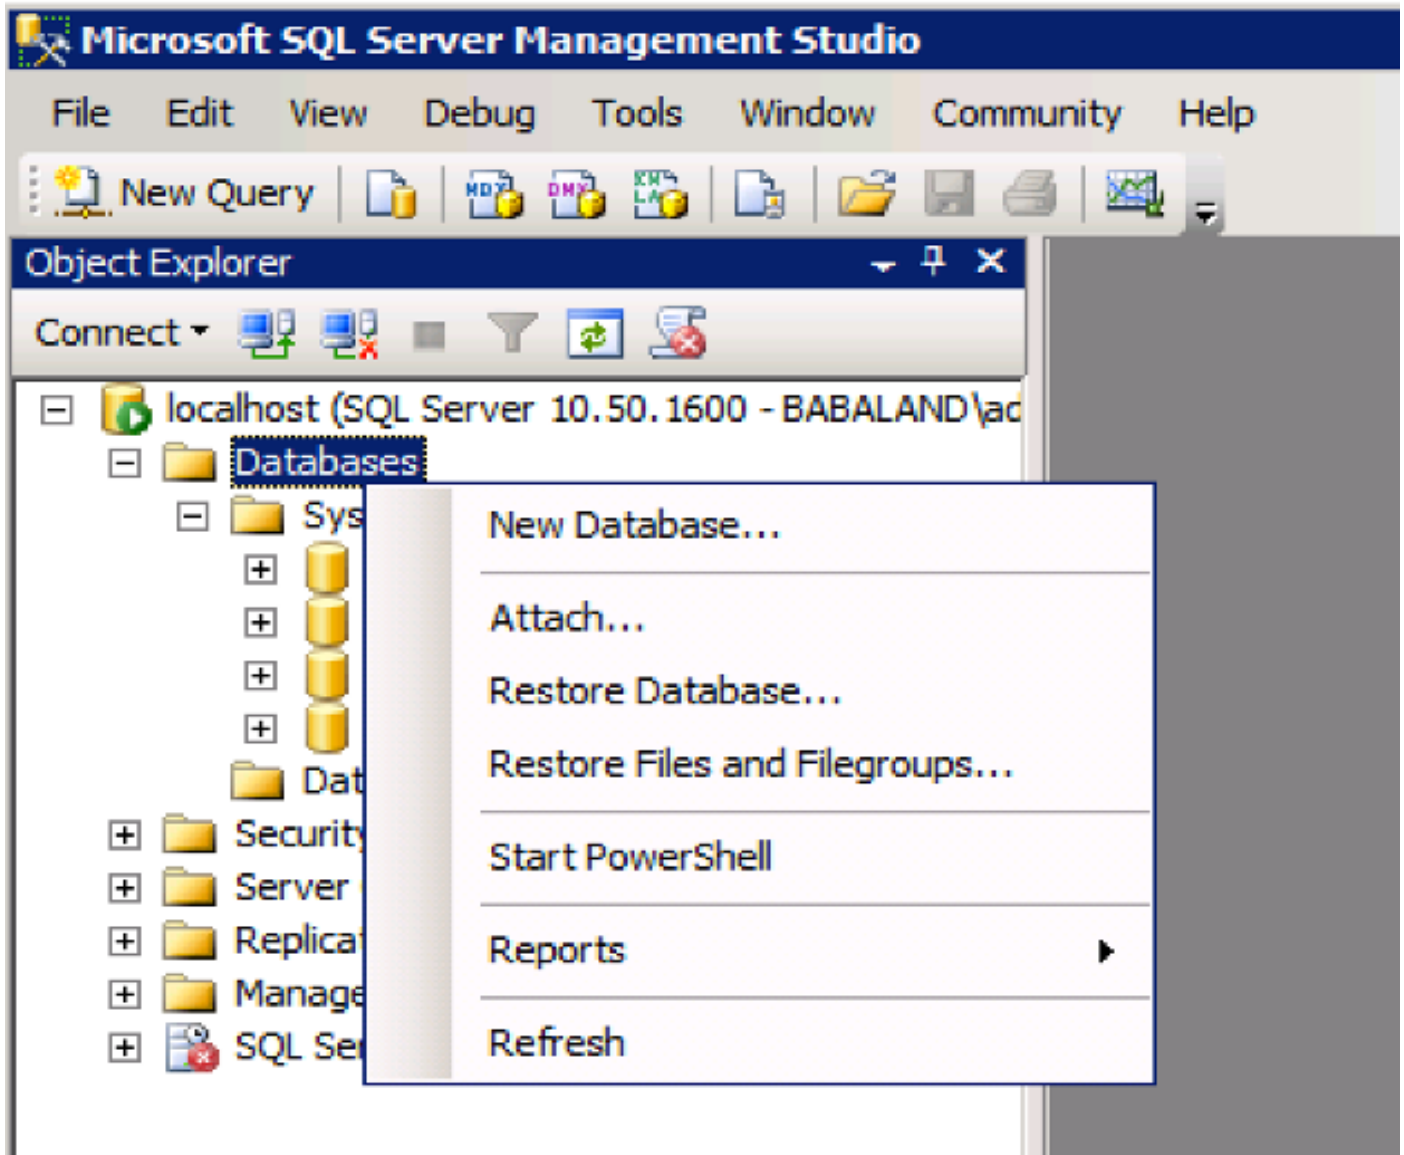 Microsoft SQL Server Management Studio
File Edit View Debug Tools Window Community Help
New Query
Object Explorer
Connect
localhost (SQL Server 10.50.1600 - BABALAND\ad
Databases
Sys
New Database...
Attach...
Restore Database...
Restore Files and Filegroups...
Dat
Security
Start PowerShell
Server
Replicat
Reports
Manage
SQL Ser
Refresh